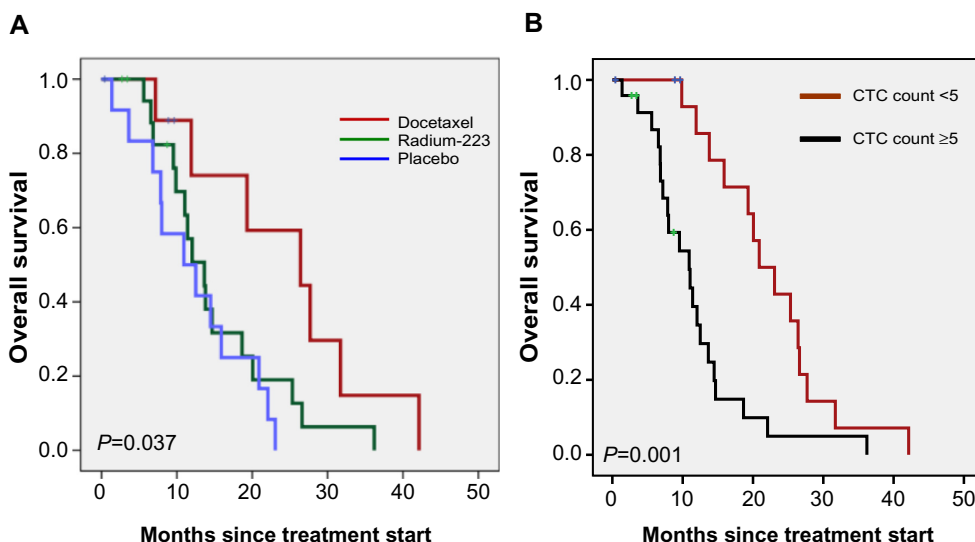 A
Overall survival
1.0
0.8
0.6
0.4
0.2
0.0
Docetaxel
Radium-223
Placebo
P=0.037
0 10 20 30 40 50
Months since treatment start
B
Overall survival
1.0
0.8
0.6
0.4
0.2
0.0
CTC count <5
CTC count ≥5
P=0.001
0 10 20 30 40 50
Months since treatment start